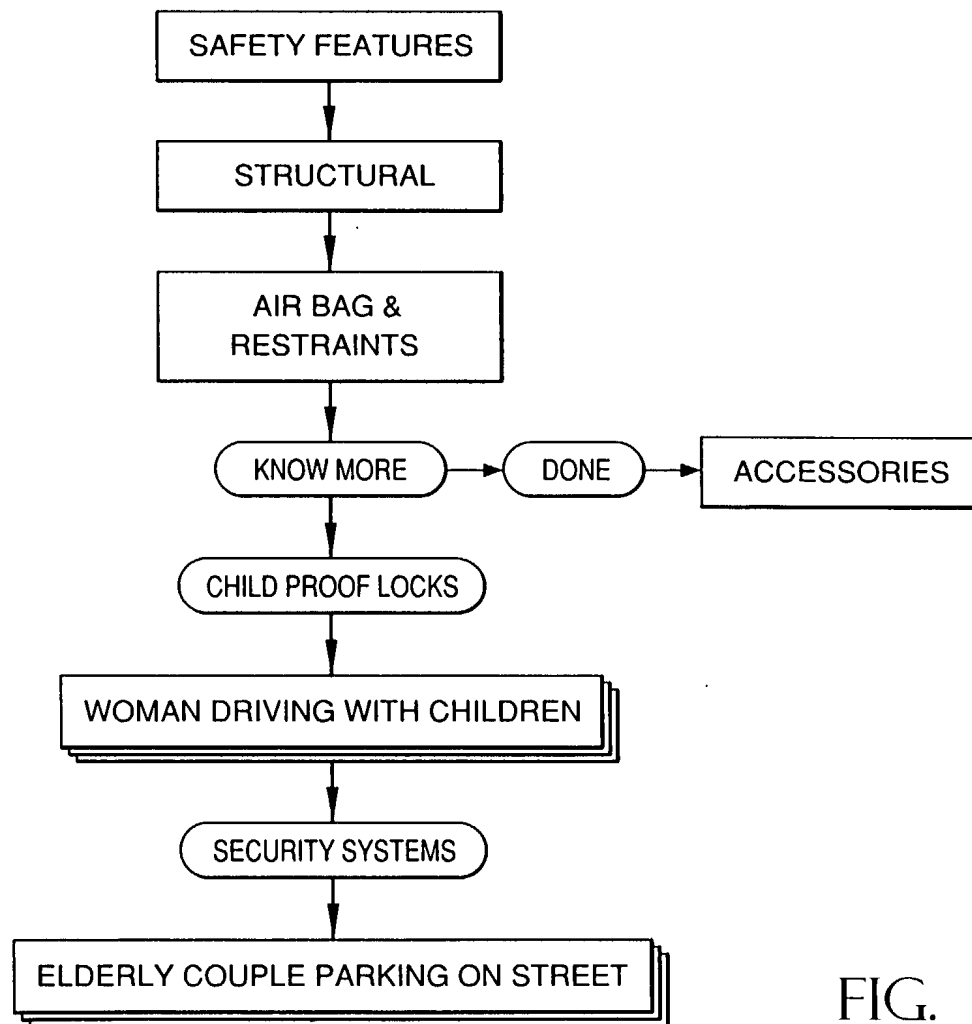 SAFETY FEATURES
STRUCTURAL
AIR BAG &
RESTRAINTS
KNOW MORE
DONE
ACCESSORIES
CHILD PROOF LOCKS
WOMAN DRIVING WITH CHILDREN
SECURITY SYSTEMS
ELDERLY COUPLE PARKING ON STREET
FIG.